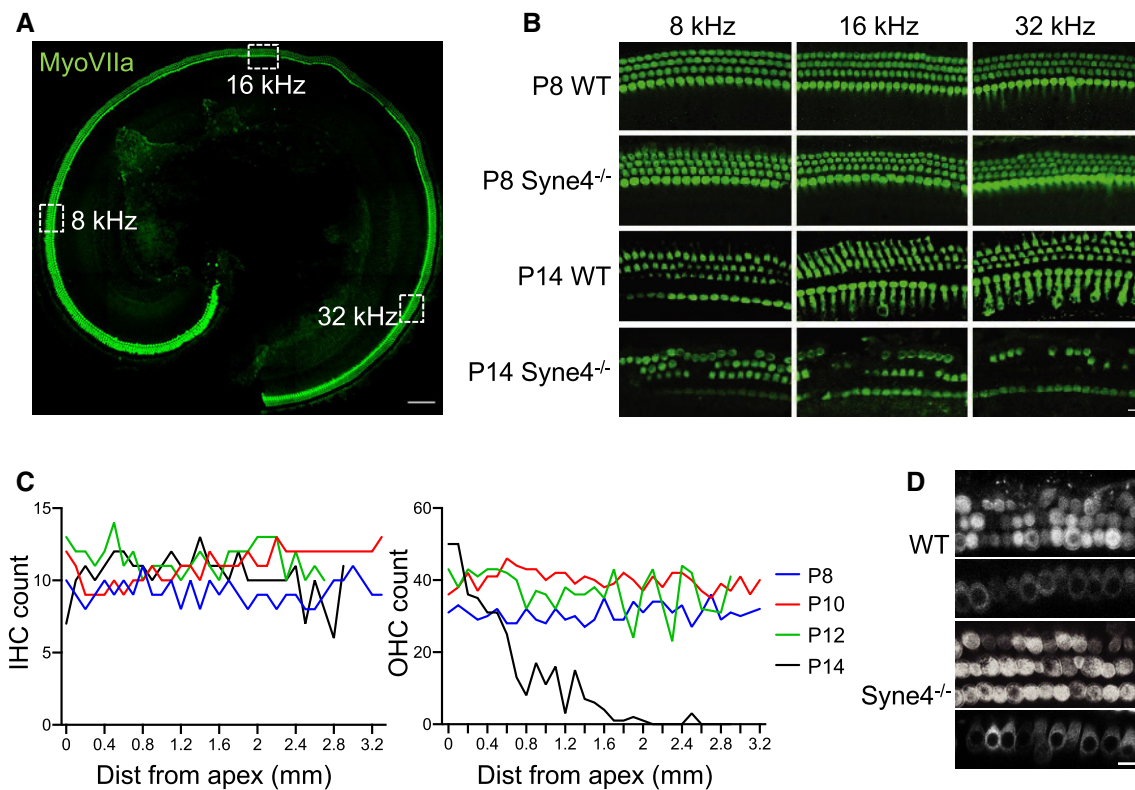 A
MyoVIIa
16 kHz
8 kHz
32 kHz
B
8 kHz 16 kHz 32 kHz
P8 WT
P8 Syne4-/-
P14 WT
P14 Syne4-/-
C
15
10
5
0
IHC count
0 0.4 0.8 1.2 1.6 2 2.4 2.8 3.2
Dist from apex (mm)
60
40
20
0
OHC count
0 0.4 0.8 1.2 1.6 2 2.4 2.8 3.2
Dist from apex (mm)
P8
P10
P12
P14
D
WT
Syne4-/-